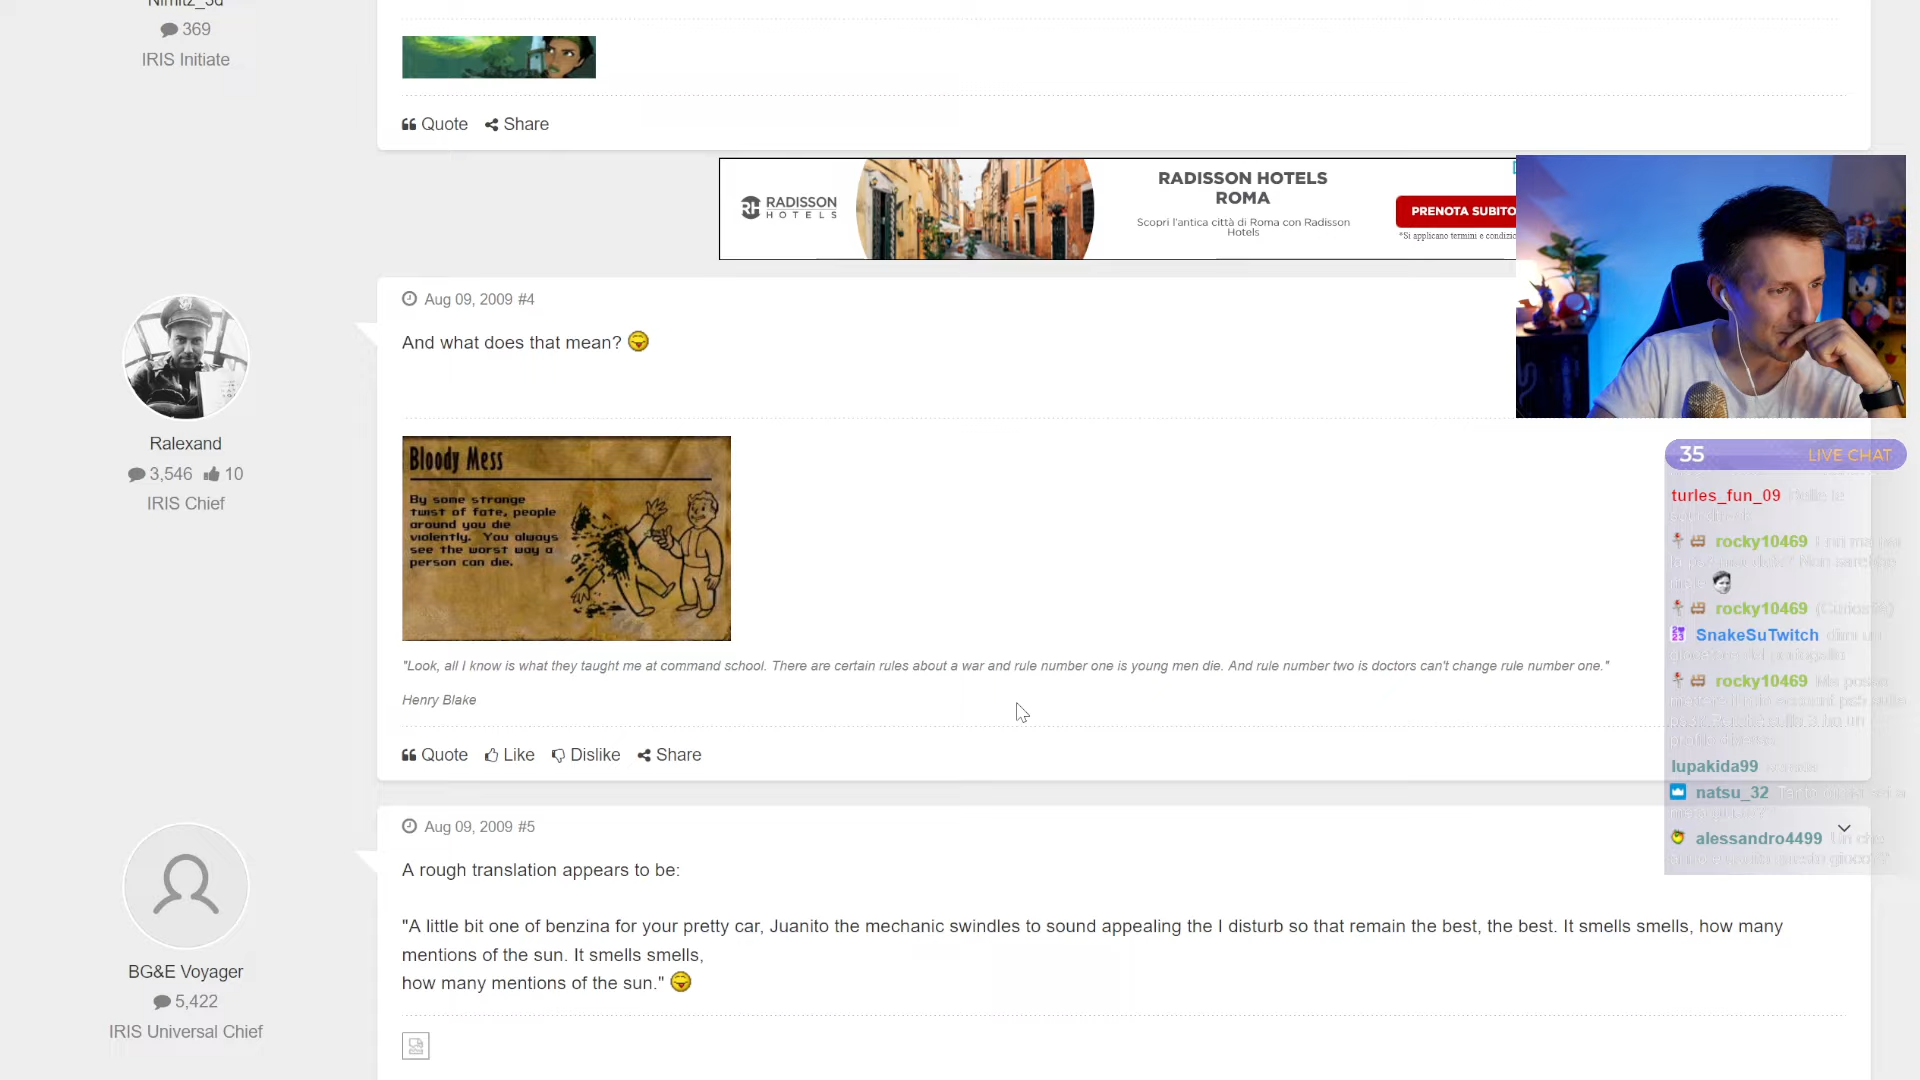 Nimitz_3d
369
IRIS Initiate
Quote Share
RADISSON
HOTELS
RADISSON HOTELS
ROMA
Scopri l'antica città di Roma con Radisson
Hotels
PRENOTA SUBITO
*Si applicano termini e condizio
Aug 09, 2009 #4
And what does that mean?
Ralexand
3,546 10
IRIS Chief
Bloody Mess
By some strange
twist of fate, people
around you die
violently. You always
see the worst way a
person can die.
"Look, all I know is what they taught me at command school. There are certain rules about a war and rule number one is young men die. And rule number two is doctors can't change rule number one."
Henry Blake
Quote Like Dislike Share
Aug 09, 2009 #5
A rough translation appears to be:
"A little bit one of benzina for your pretty car, Juanito the mechanic swindles to sound appealing the I disturb so that remain the best, the best. It smells smells, how many
mentions of the sun. It smells smells,
how many mentions of the sun."
BG&E Voyager
5,422
IRIS Universal Chief
35 LIVE CHAT
turles_fun_09
rocky10469
rocky10469
SnakeSuTwitch
rocky10469
lupakida99
natsu_32
alessandro4499